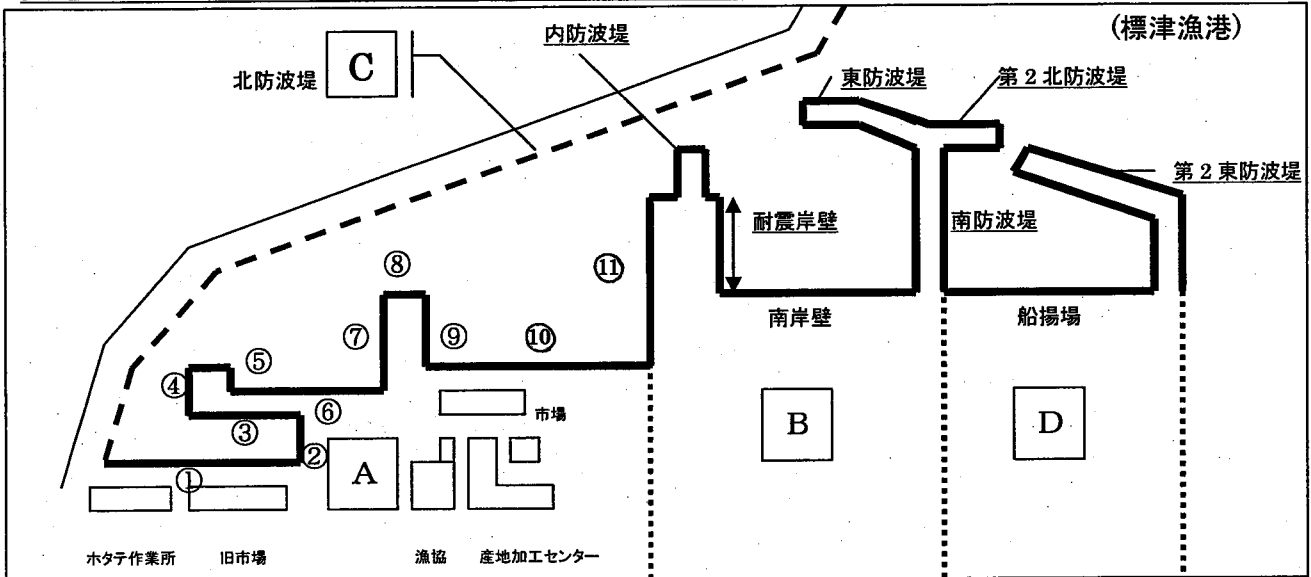 (標津漁港)
内防波堤
北防波堤
C
東防波堤
第2北防波堤
第2東防波堤
耐震岸壁
南防波堤
⑧
⑪
南岸壁
船揚場
⑦
⑨
⑩
⑤
④
⑥
市場
③
B
D
②
A
①
ホタテ作業所
旧市場
漁協
産地加工センター